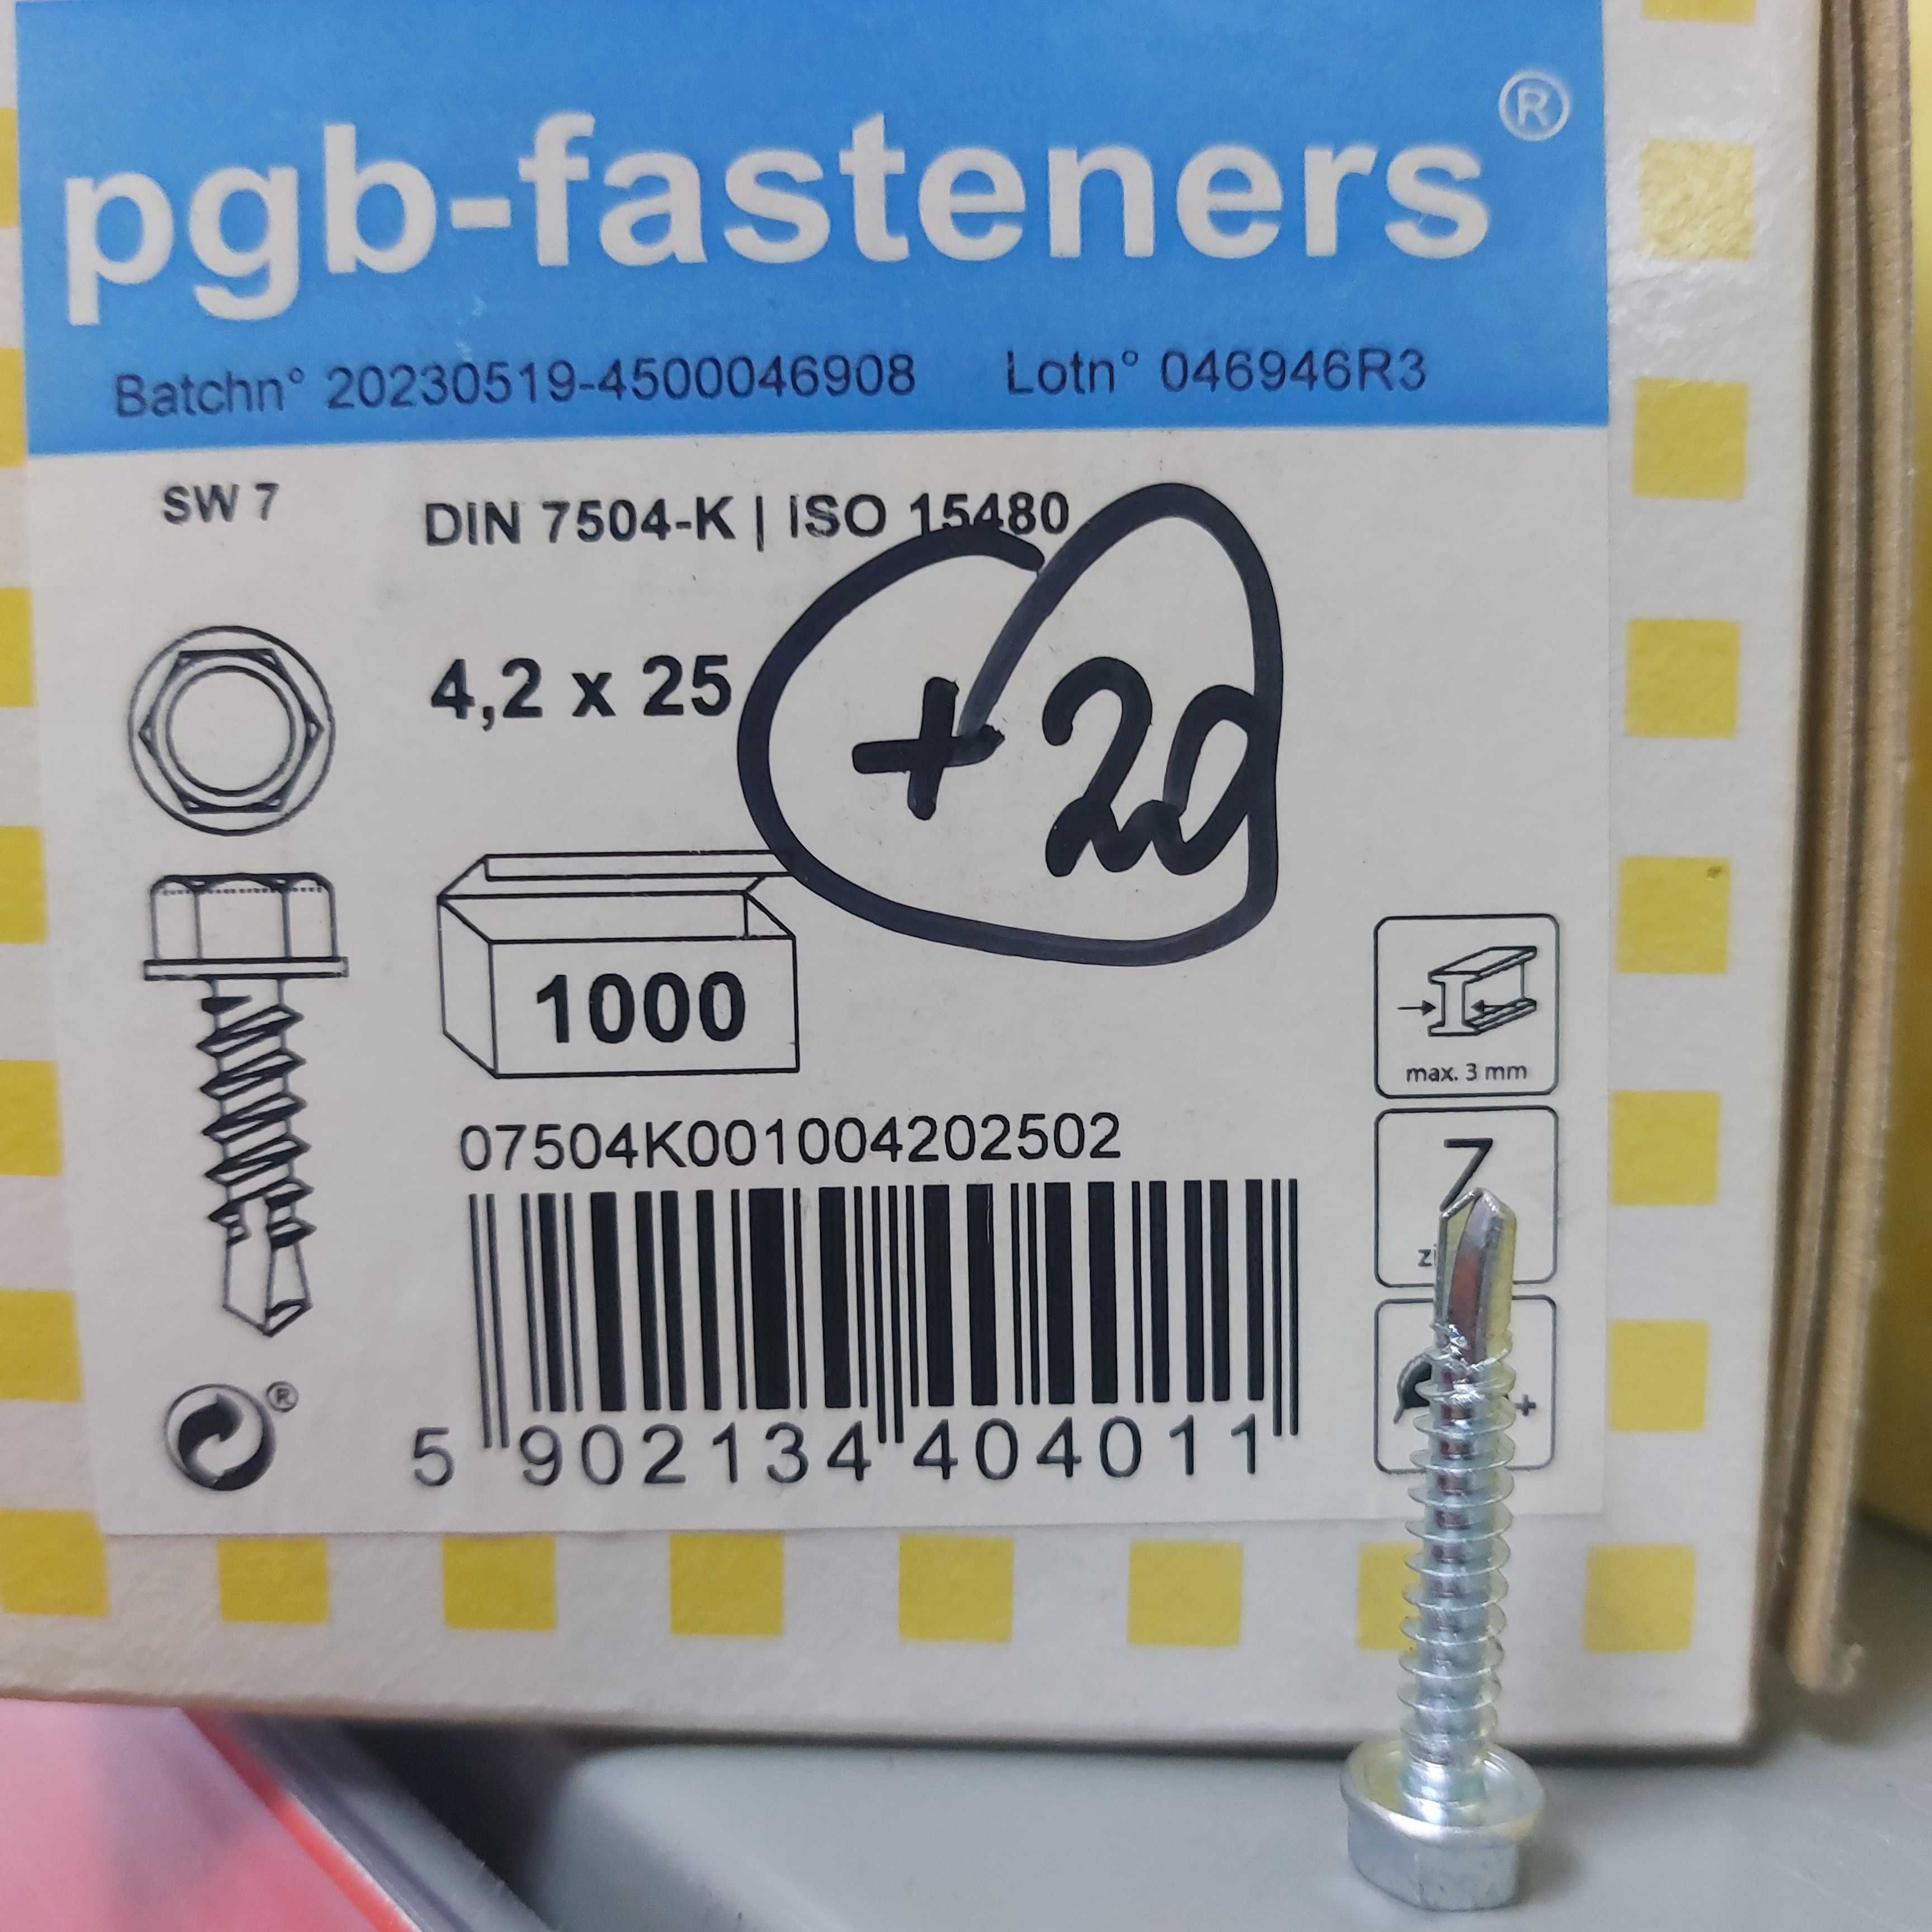 pgb-fasteners®
Batchn° 20230519-4500046908 Lotn° 046946R3
SW 7
DIN 7504-K | ISO 15480
4,2 x 25
+20
1000
max. 3 mm
07504K001004202502
5 902134 404011
®
+